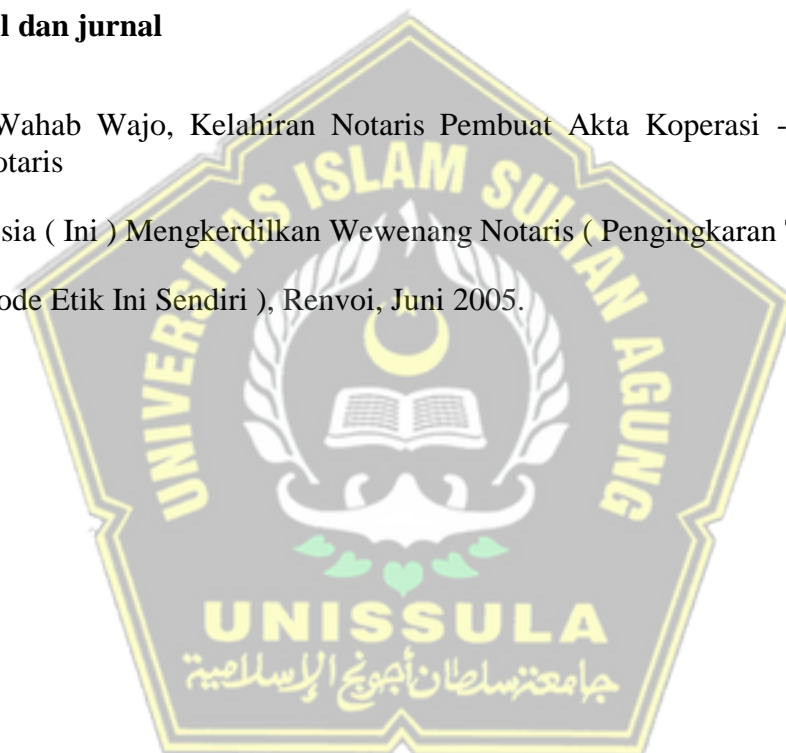 l dan jurnal
Wahab Wajo, Kelahiran Notaris Pembuat Akta Koperasi -
otaris
sia ( Ini ) Mengkerdilkan Wewenang Notaris ( Pengingkaran
ode Etik Ini Sendiri ), Renvoi, Juni 2005.
UNIVERSITAS ISLAM SULTAN AGUNG
UNISSULA
جامعة سلطان أجونج الإسلامية